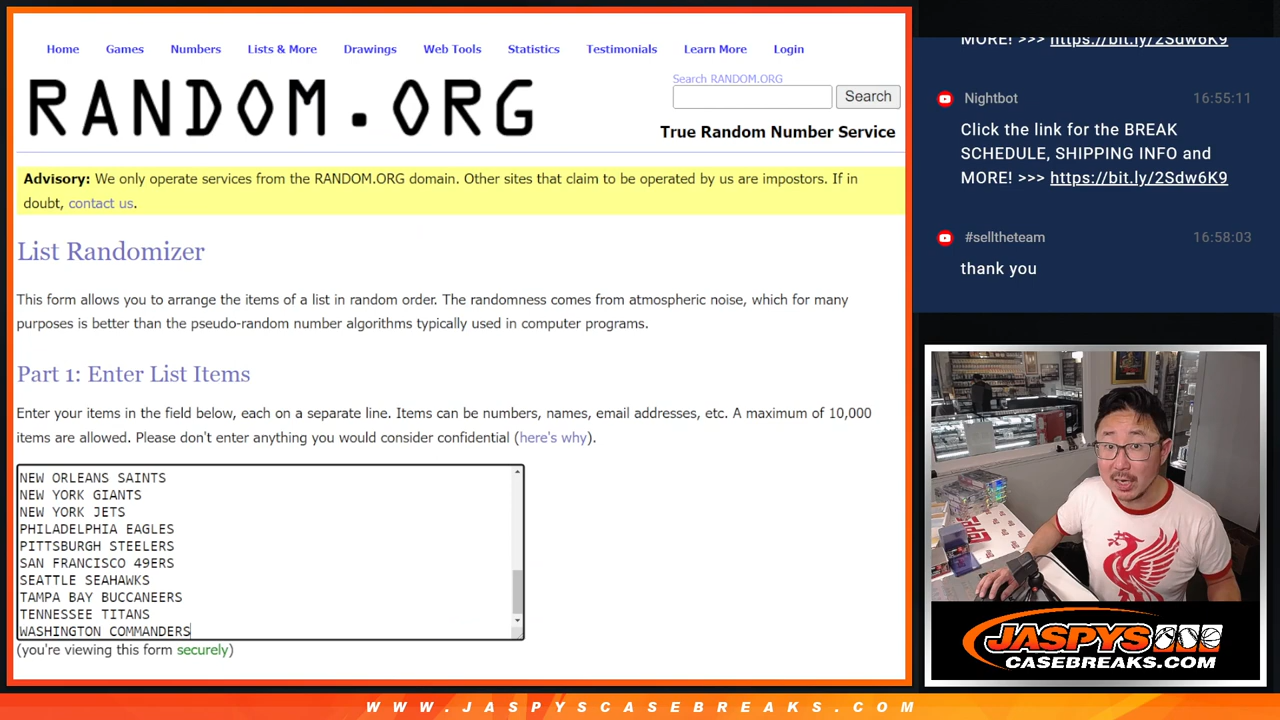 Home Games Numbers Lists & More Drawings Web Tools Statistics Testimonials Learn More Login
RANDOM.ORG
Search RANDOM.ORG
Search
True Random Number Service
Advisory: We only operate services from the RANDOM.ORG domain. Other sites that claim to be operated by us are impostors. If in
doubt, contact us.
List Randomizer
This form allows you to arrange the items of a list in random order. The randomness comes from atmospheric noise, which for many
purposes is better than the pseudo-random number algorithms typically used in computer programs.
Part 1: Enter List Items
Enter your items in the field below, each on a separate line. Items can be numbers, names, email addresses, etc. A maximum of 10,000
items are allowed. Please don't enter anything you would consider confidential (here's why).
NEW ORLEANS SAINTS
NEW YORK GIANTS
NEW YORK JETS
PHILADELPHIA EAGLES
PITTSBURGH STEELERS
SAN FRANCISCO 49ERS
SEATTLE SEAHAWKS
TAMPA BAY BUCCANEERS
TENNESSEE TITANS
WASHINGTON COMMANDERS
(you're viewing this form securely)
MORE! >>> https://bit.ly/2Sdw6K9
Nightbot 16:55:11
Click the link for the BREAK
SCHEDULE, SHIPPING INFO and
MORE! >>> https://bit.ly/2Sdw6K9
#selltheteam 16:58:03
thank you
JASPYS
CASEBREAKS.COM
WWW.JASPYSCASEBREAKS.COM